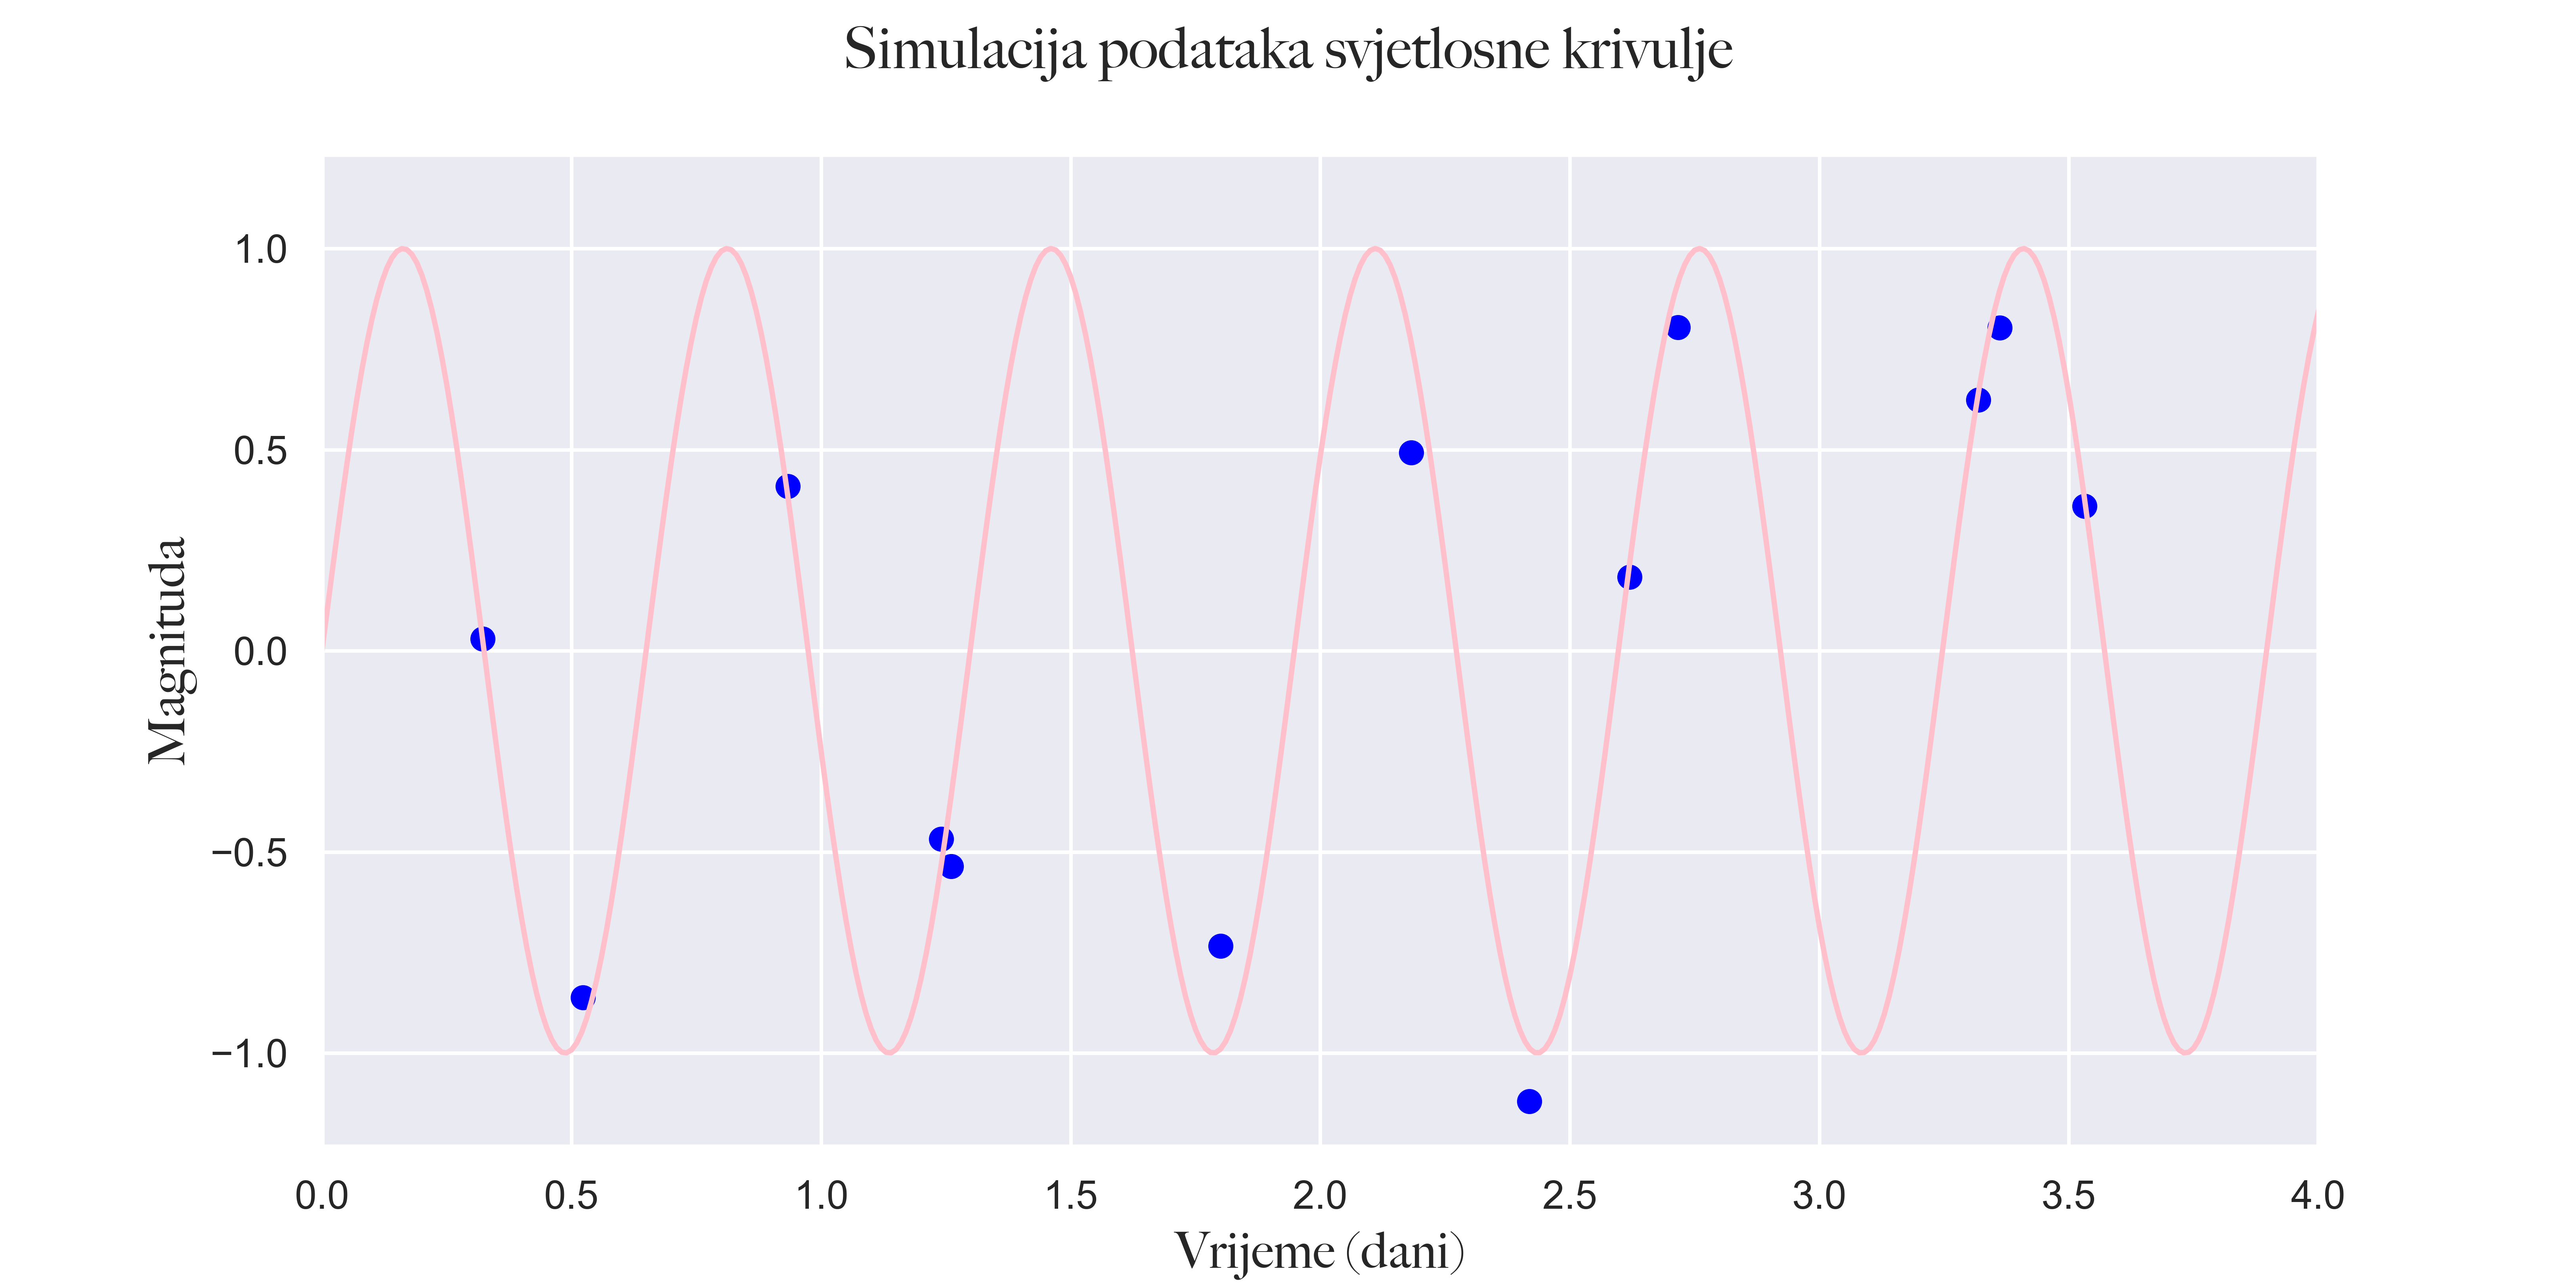 Simulacija podataka svjetlosne krivulje
Magnituda
1.0
0.5
0.0
−0.5
−1.0
0.0 0.5 1.0 1.5 2.0 2.5 3.0 3.5 4.0
Vrijeme (dani)